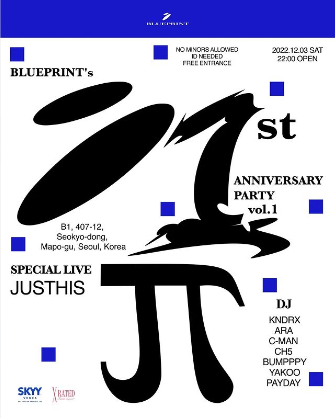 BLUEPRINT
NO MINORS ALLOWED
ID NEEDED
FREE ENTRANCE
2022.12.03 SAT
22:00 OPEN
BLUEPRINT's
1st
ANNIVERSARY
PARTY
vol.1
B1, 407-12,
Seokyo-dong,
Mapo-gu, Seoul, Korea
SPECIAL LIVE
JUSTHIS
DJ
KNDRX
ARA
C-MAN
CH5
BUMPPPY
YAKOO
PAYDAY
SKYY
VODKA
X-RATED